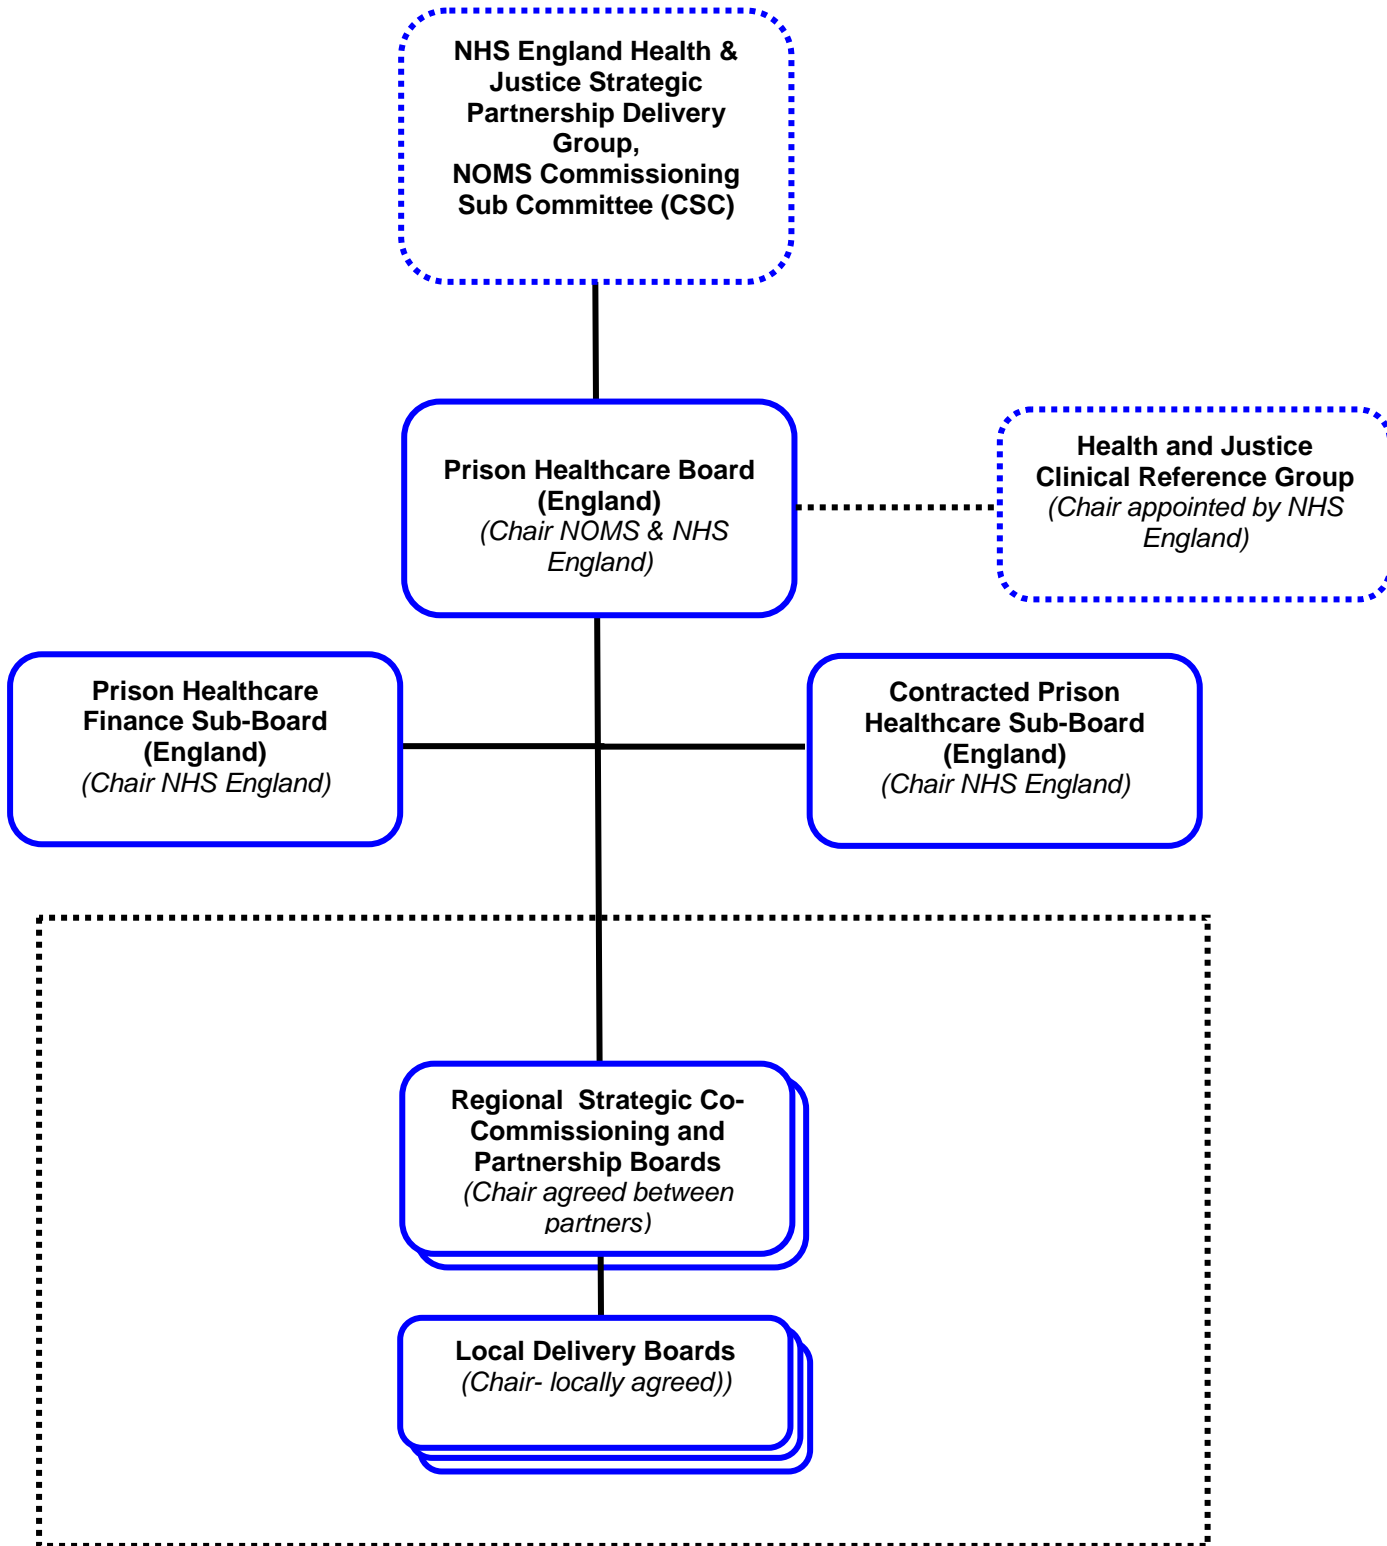 NHS England Health &
Justice Strategic
Partnership Delivery
Group,
NOMS Commissioning
Sub Committee (CSC)
Prison Healthcare Board
(England)
(Chair NOMS & NHS
England)
Health and Justice
Clinical Reference Group
(Chair appointed by NHS
England)
Prison Healthcare
Finance Sub-Board
(England)
(Chair NHS England)
Contracted Prison
Healthcare Sub-Board
(England)
(Chair NHS England)
Regional Strategic Co-
Commissioning and
Partnership Boards
(Chair agreed between
partners)
Local Delivery Boards
(Chair- locally agreed))